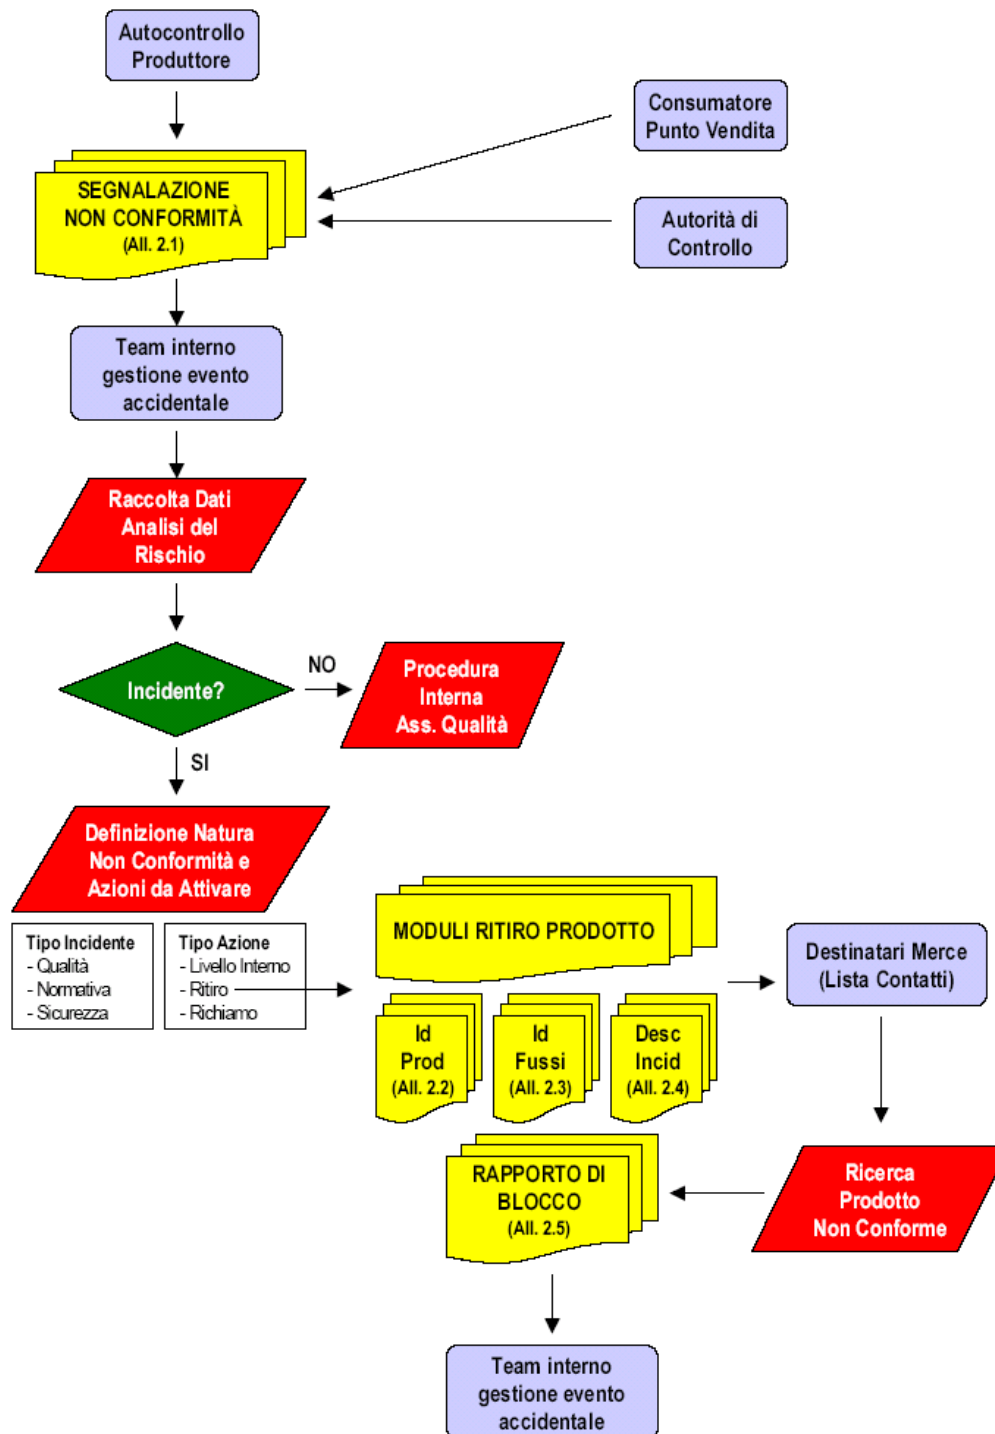 Autocontrollo
Produttore
Consumatore
Punto Vendita
SEGNALAZIONE
NON CONFORMITÀ
(All. 2.1)
Autorità di
Controllo
Team interno
gestione evento
accidentale
Raccolta Dati
Analisi del
Rischio
Incidente?
NO
Procedura
Interna
Ass. Qualità
SI
Definizione Natura
Non Conformità e
Azioni da Attivare
Tipo Incidente
- Qualità
- Normativa
- Sicurezza
Tipo Azione
- Livello Interno
- Ritiro
- Richiamo
MODULI RITIRO PRODOTTO
Id
Prod
(All. 2.2)
Id
Fussi
(All. 2.3)
Desc
Incid
(All. 2.4)
Destinatari Merce
(Lista Contatti)
Ricerca
Prodotto
Non Conforme
RAPPORTO DI
BLOCCO
(All. 2.5)
Team interno
gestione evento
accidentale